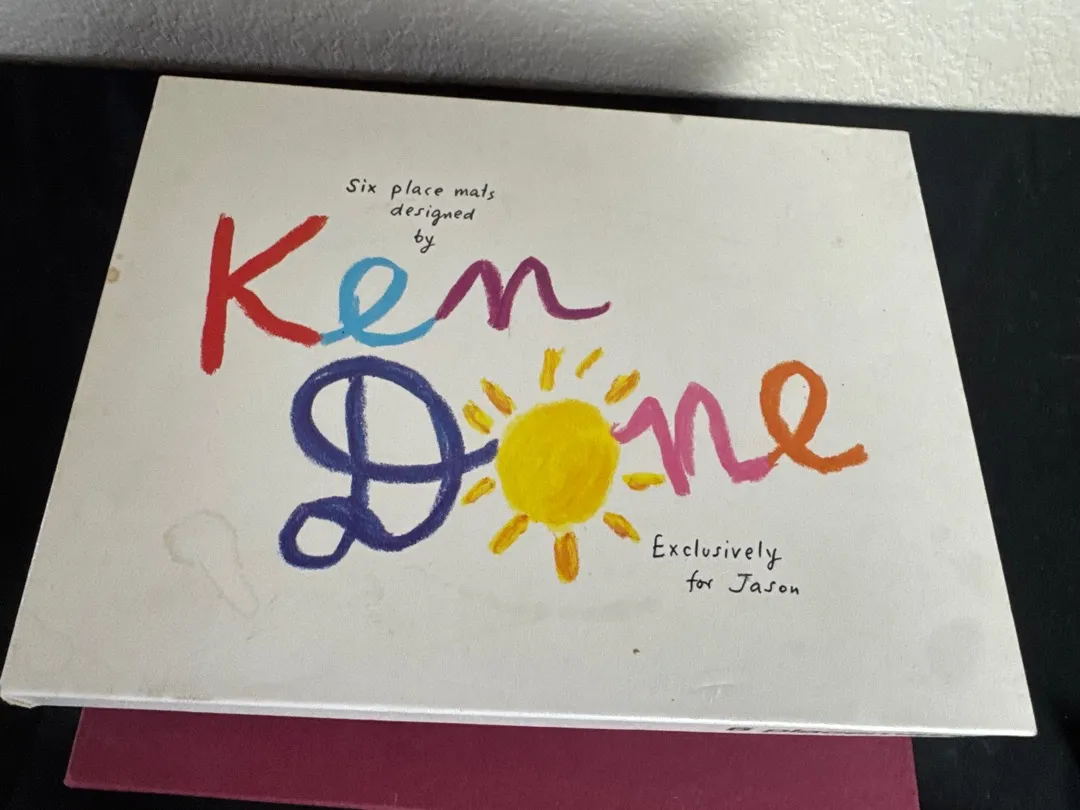 Six place mats
designed
by
Ken
Done
Exclusively
for Jason